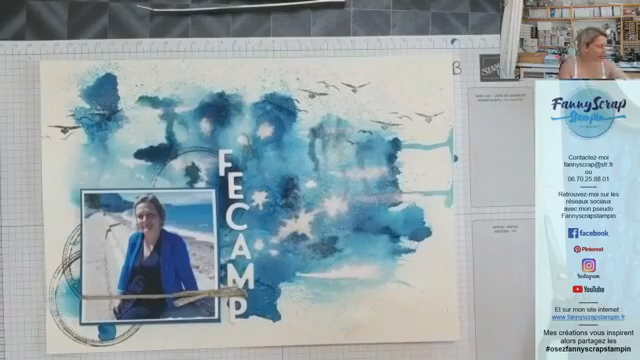 FECAMP
B
STA
FannyScrap
Stampin
Contactez-moi
fannyscrap@sfr.fr
ou
06.70.25.88.01
--------
Retrouvez-moi sur les
réseaux sociaux
avec mon pseudo
Fannyscrapstampin
facebook
Pinterest
Instagram
YouTube
--------
Et sur mon site internet :
www.fannyscrapstampin.fr
--------
Mes créations vous inspirent
alors partagez les
#osezfannyscrapstampin